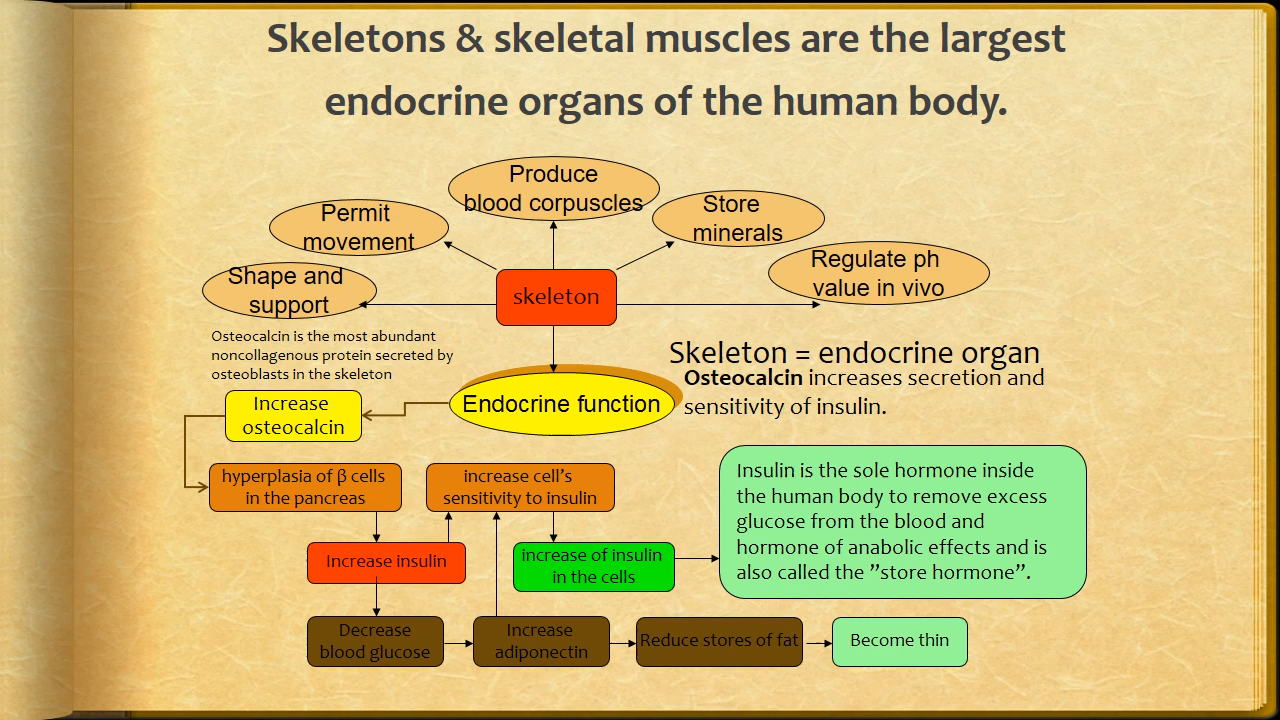 Skeletons & skeletal muscles are the largest
endocrine organs of the human body.
Produce
blood corpuscles
Permit
movement
Store
minerals
Shape and
support
Regulate ph
value in vivo
skeleton
Osteocalcin is the most abundant
noncollagenous protein secreted by
osteoblasts in the skeleton
Skeleton = endocrine organ
Osteocalcin increases secretion and
sensitivity of insulin.
Endocrine function
Increase
osteocalcin
hyperplasia of β cells
in the pancreas
increase cell’s
sensitivity to insulin
Insulin is the sole hormone inside
the human body to remove excess
glucose from the blood and
hormone of anabolic effects and is
also called the ”store hormone”.
Increase insulin
increase of insulin
in the cells
Decrease
blood glucose
Increase
adiponectin
Reduce stores of fat
Become thin